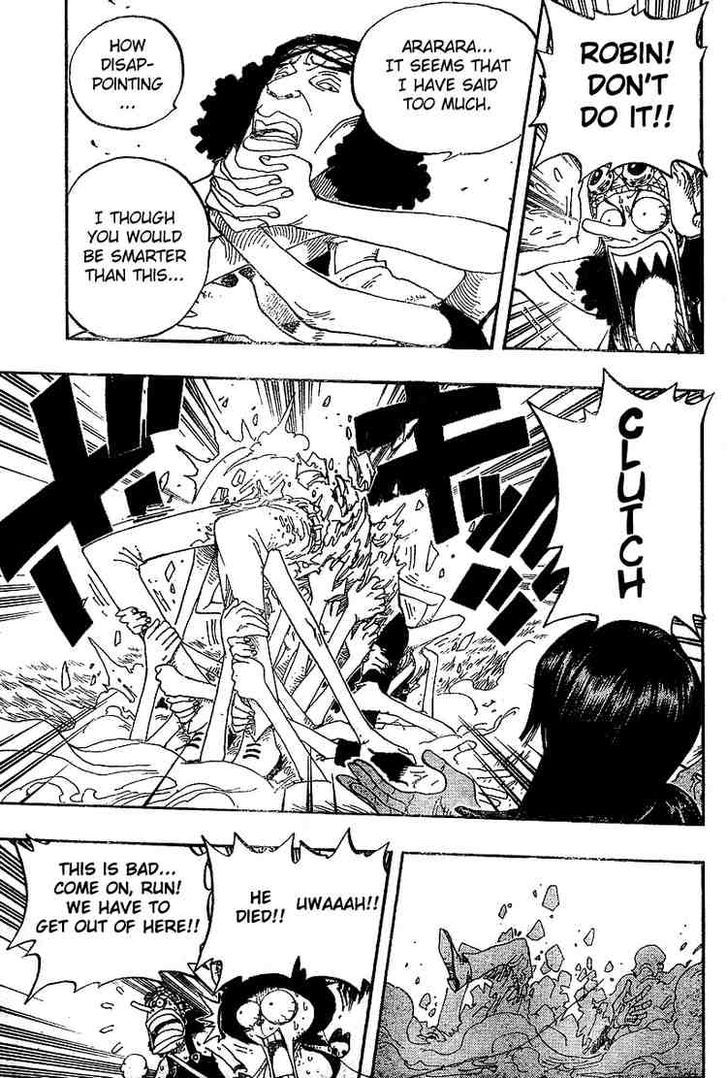 ROBIN!
DON'T
DO IT!!
ARARARA...
IT SEEMS THAT
I HAVE SAID
TOO MUCH.
HOW
DISAP-
POINTING
...
I THOUGH
YOU WOULD
BE SMARTER
THAN THIS...
CLUTCH
UWAAAH!!
HE
DIED!!
THIS IS BAD...
COME ON, RUN!
WE HAVE TO
GET OUT OF HERE!!